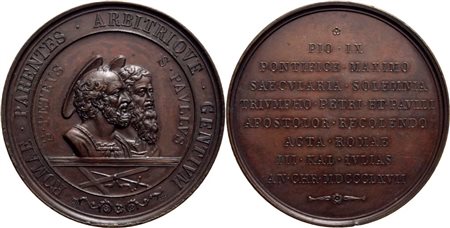 ROMAE · PARENTES · ARBITRIQVE · GENTIVM
S · PETRVS
S · PAVLVS
PIO · IX
PONTIFICE · MAXIMO
SAECVLARIA · SOLEMNIA
TRIVMPHO · PETRI · ET · PAVLI
APOSTOLOR · RECOLENDO
ACTA · ROMAE
III · KAL · IVLIAS
AN · CHR · MDCCCLXVII